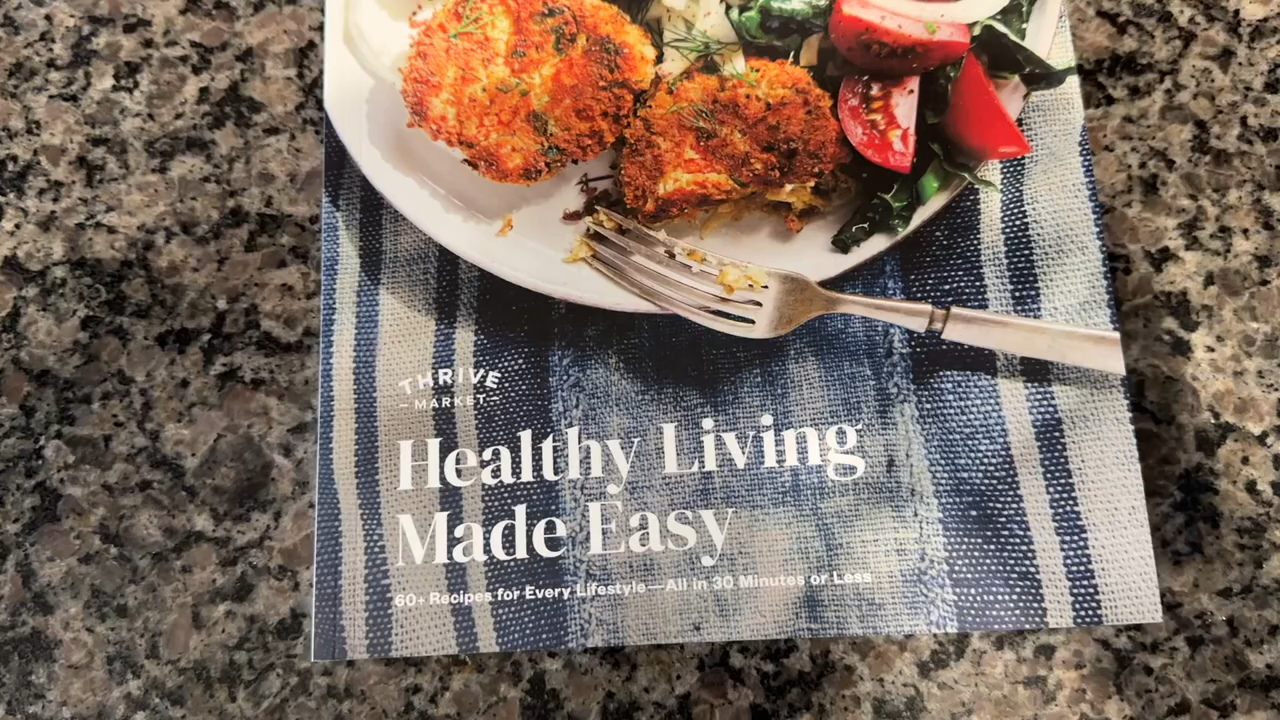 THRIVE
MARKET
Healthy Living
Made Easy
60+ Recipes for Every Lifestyle—All in 30 Minutes or Less